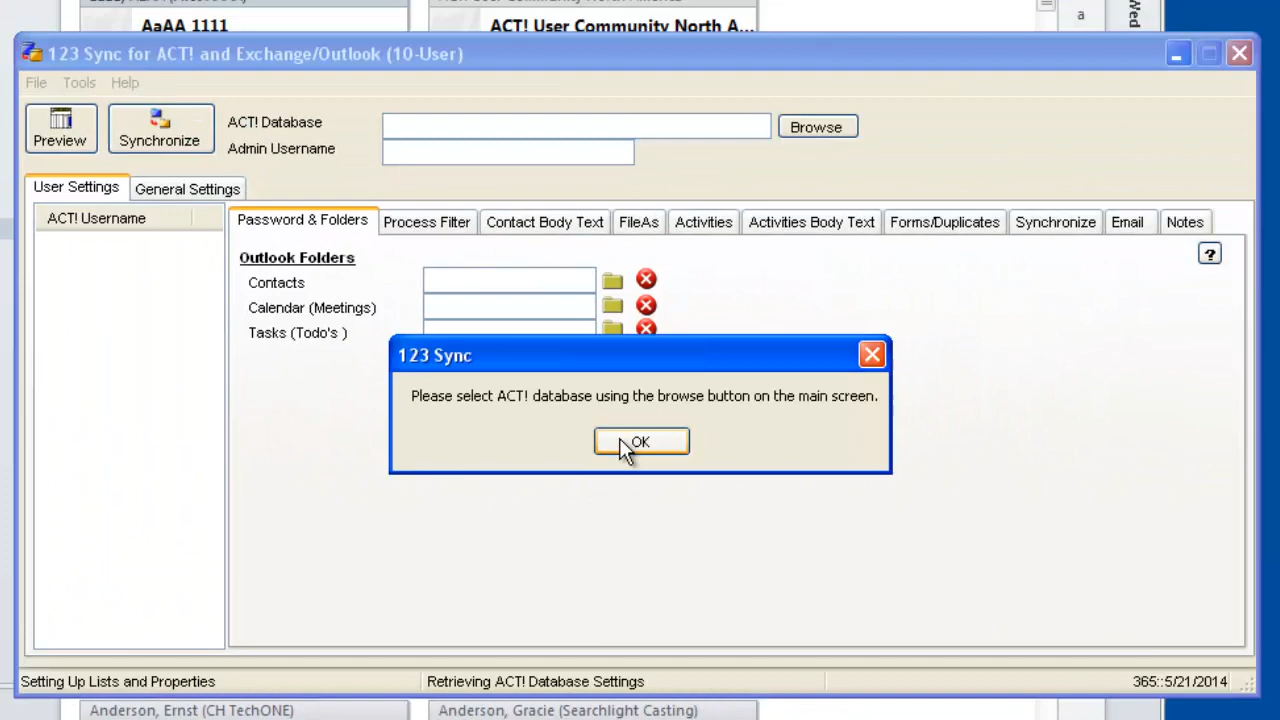 AaAA 1111
ACT! User Community North A...
a
Wed
123 Sync for ACT! and Exchange/Outlook (10-User)
File Tools Help
Preview
Synchronize
ACT! Database
Browse
Admin Username
User Settings
General Settings
ACT! Username
Password & Folders
Process Filter
Contact Body Text
FileAs
Activities
Activities Body Text
Forms/Duplicates
Synchronize
Email
Notes
Outlook Folders
?
Contacts
Calendar (Meetings)
Tasks (Todo's )
123 Sync
Please select ACT! database using the browse button on the main screen.
OK
Setting Up Lists and Properties
Retrieving ACT! Database Settings
365::5/21/2014
Anderson, Ernst (CH TechONE)
Anderson, Gracie (Searchlight Casting)